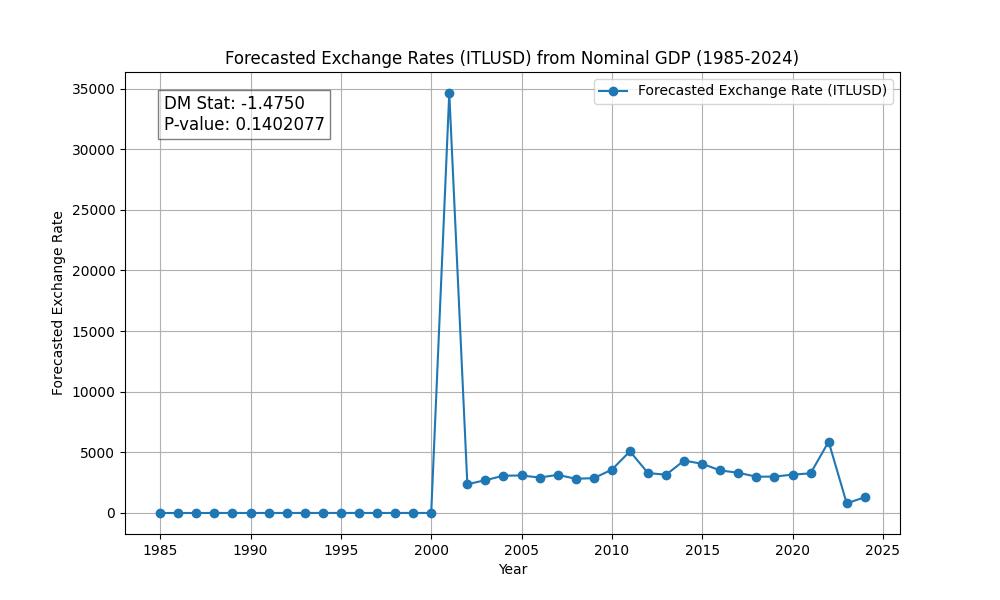 Forecasted Exchange Rates (ITLUSD) from Nominal GDP (1985-2024)
DM Stat: -1.4750
P-value: 0.1402077
Forecasted Exchange Rate (ITLUSD)
Forecasted Exchange Rate
35000
30000
25000
20000
15000
10000
5000
0
1985 1990 1995 2000 2005 2010 2015 2020 2025
Year